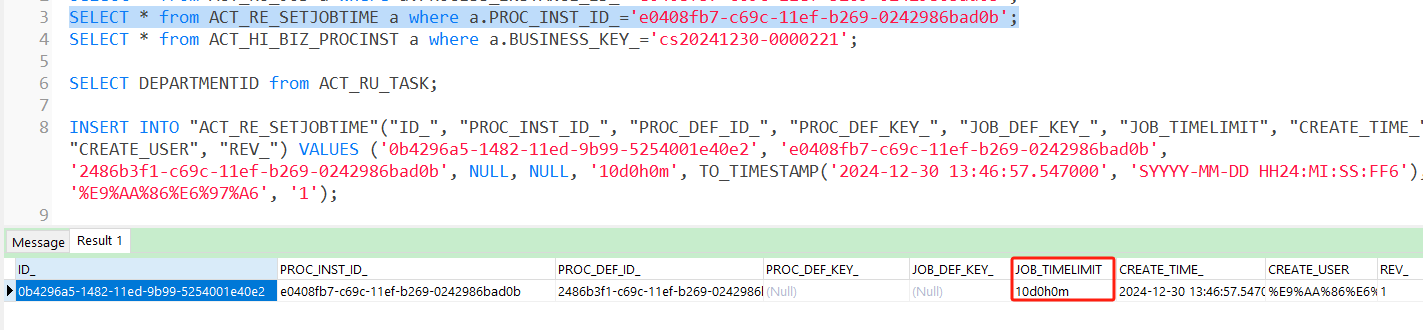 3 SELECT * from ACT_RE_SETJOBTIME a where a.PROC_INST_ID_='e0408fb7-c69c-11ef-b269-0242986bad0b';
4 SELECT * from ACT_HI_BIZ_PROCINST a where a.BUSINESS_KEY_='cs20241230-0000221';
5
6 SELECT DEPARTMENTID from ACT_RU_TASK;
7
8 INSERT INTO "ACT_RE_SETJOBTIME"("ID_", "PROC_INST_ID_", "PROC_DEF_ID_", "PROC_DEF_KEY_", "JOB_DEF_KEY_", "JOB_TIMELIMIT", "CREATE_TIME_"
"CREATE_USER", "REV_") VALUES ('0b4296a5-1482-11ed-9b99-5254001e40e2', 'e0408fb7-c69c-11ef-b269-0242986bad0b',
'2486b3f1-c69c-11ef-b269-0242986bad0b', NULL, NULL, '10d0h0m', TO_TIMESTAMP('2024-12-30 13:46:57.547000', 'SYYYY-MM-DD HH24:MI:SS:FF6'),
'%E9%AA%86%E6%97%A6', '1');
9
Message Result 1
ID_ PROC_INST_ID_ PROC_DEF_ID_ PROC_DEF_KEY_ JOB_DEF_KEY_ JOB_TIMELIMIT CREATE_TIME_ CREATE_USER REV_
0b4296a5-1482-11ed-9b99-5254001e40e2 e0408fb7-c69c-11ef-b269-0242986bad0b 2486b3f1-c69c-11ef-b269-0242986l (Null) (Null) 10d0h0m 2024-12-30 13:46:57.5470 %E9%AA%86%E6% 1